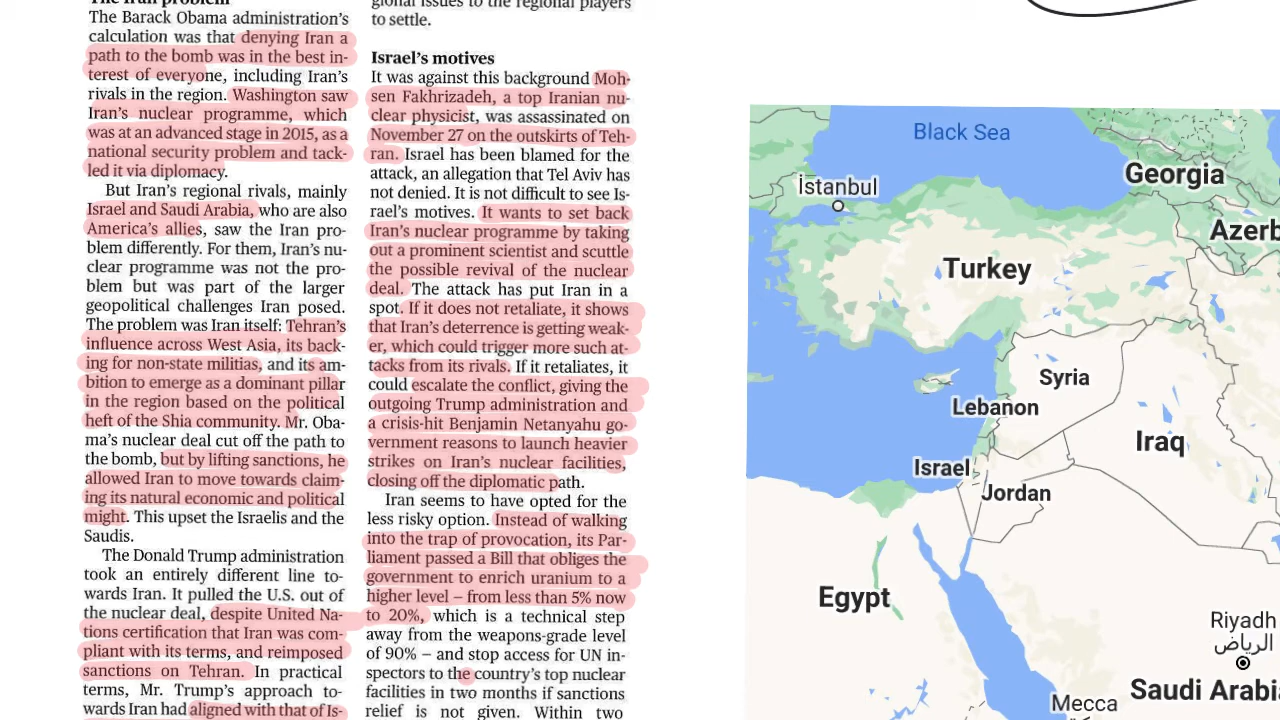 The Iran problem
The Barack Obama administration’s
calculation was that denying Iran a
path to the bomb was in the best in-
terest of everyone, including Iran’s
rivals in the region. Washington saw
Iran’s nuclear programme, which
was at an advanced stage in 2015, as a
national security problem and tack-
led it via diplomacy.
But Iran’s regional rivals, mainly
Israel and Saudi Arabia, who are also
America’s allies, saw the Iran pro-
blem differently. For them, Iran’s nu-
clear programme was not the pro-
blem but was part of the larger
geopolitical challenges Iran posed.
The problem was Iran itself: Tehran’s
influence across West Asia, its back-
ing for non-state militias, and its am-
bition to emerge as a dominant pillar
in the region based on the political
heft of the Shia community. Mr. Oba-
ma’s nuclear deal cut off the path to
the bomb, but by lifting sanctions, he
allowed Iran to move towards claim-
ing its natural economic and political
might. This upset the Israelis and the
Saudis.
The Donald Trump administration
took an entirely different line to-
wards Iran. It pulled the U.S. out of
the nuclear deal, despite United Na-
tions certification that Iran was com-
pliant with its terms, and reimposed
sanctions on Tehran. In practical
terms, Mr. Trump’s approach to-
wards Iran had aligned with that of Is-
gional issues to the regional players
to settle.
Israel’s motives
It was against this background Moh-
sen Fakhrizadeh, a top Iranian nu-
clear physicist, was assassinated on
November 27 on the outskirts of Teh-
ran. Israel has been blamed for the
attack, an allegation that Tel Aviv has
not denied. It is not difficult to see Is-
rael’s motives. It wants to set back
Iran’s nuclear programme by taking
out a prominent scientist and scuttle
the possible revival of the nuclear
deal. The attack has put Iran in a
spot. If it does not retaliate, it shows
that Iran’s deterrence is getting weak-
er, which could trigger more such at-
tacks from its rivals. If it retaliates, it
could escalate the conflict, giving the
outgoing Trump administration and
a crisis-hit Benjamin Netanyahu go-
vernment reasons to launch heavier
strikes on Iran’s nuclear facilities,
closing off the diplomatic path.
Iran seems to have opted for the
less risky option. Instead of walking
into the trap of provocation, its Par-
liament passed a Bill that obliges the
government to enrich uranium to a
higher level – from less than 5% now
to 20%, which is a technical step
away from the weapons-grade level
of 90% – and stop access for UN in-
spectors to the country’s top nuclear
facilities in two months if sanctions
relief is not given. Within two
Black Sea
İstanbul
Georgia
Azerb
Turkey
Syria
Lebanon
Iraq
Israel
Jordan
Egypt
Riyadh
الرياض
Saudi Arabi
Mecca